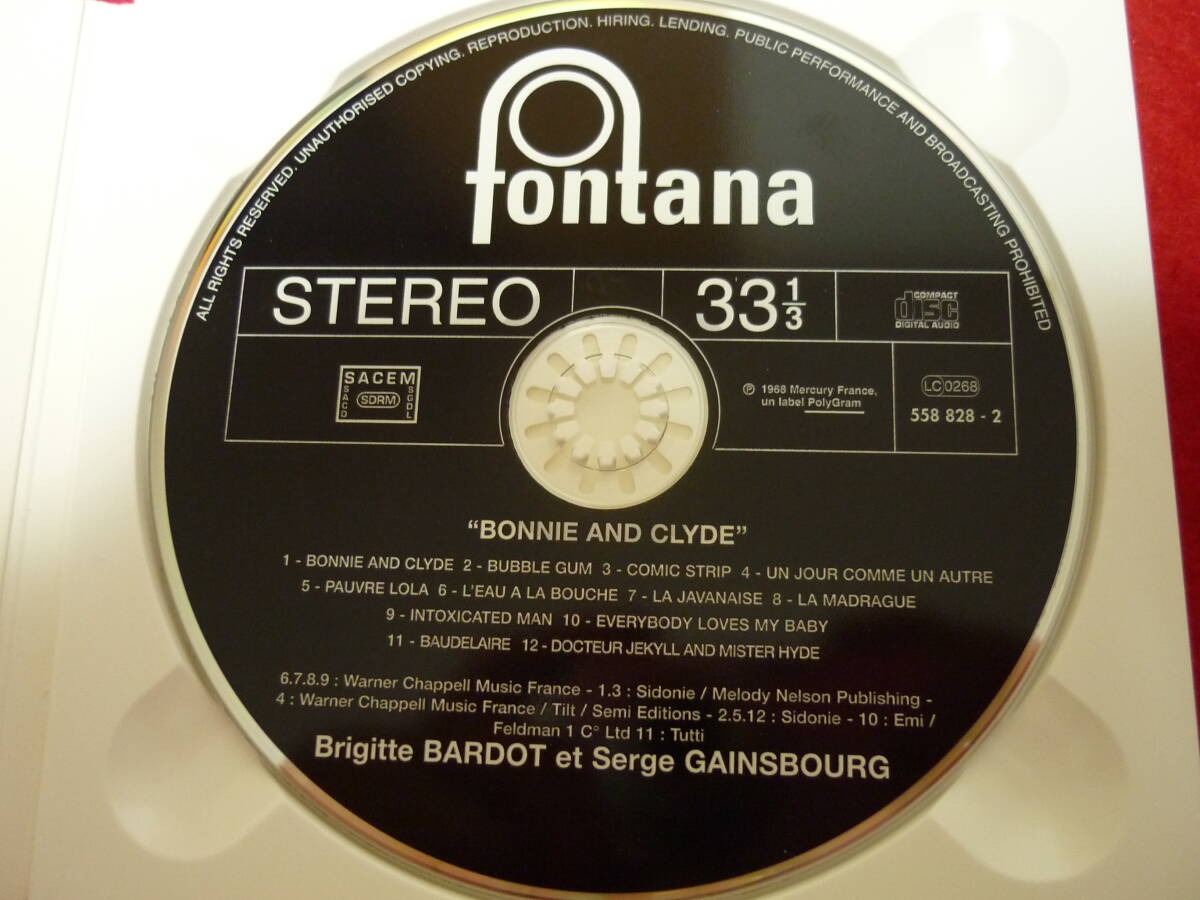 ALL RIGHTS RESERVED. UNAUTHORISED COPYING. REPRODUCTION. HIRING. LENDING. PUBLIC PERFORMANCE AND BROADCASTING PROHIBITED
fontana
STEREO
33 1/3
COMPACT
disc
DIGITAL AUDIO
SACEM
SACD
SDRM
SGDL
℗ 1968 Mercury France,
un label PolyGram
LC 0268
558 828 - 2
“BONNIE AND CLYDE”
1 - BONNIE AND CLYDE 2 - BUBBLE GUM 3 - COMIC STRIP 4 - UN JOUR COMME UN AUTRE
5 - PAUVRE LOLA 6 - L'EAU A LA BOUCHE 7 - LA JAVANAISE 8 - LA MADRAGUE
9 - INTOXICATED MAN 10 - EVERYBODY LOVES MY BABY
11 - BAUDELAIRE 12 - DOCTEUR JEKYLL AND MISTER HYDE
6.7.8.9 : Warner Chappell Music France - 1.3 : Sidonie / Melody Nelson Publishing -
4 : Warner Chappell Music France / Tilt / Semi Editions - 2.5.12 : Sidonie - 10 : Emi /
Feldman 1 C° Ltd 11 : Tutti
Brigitte BARDOT et Serge GAINSBOURG